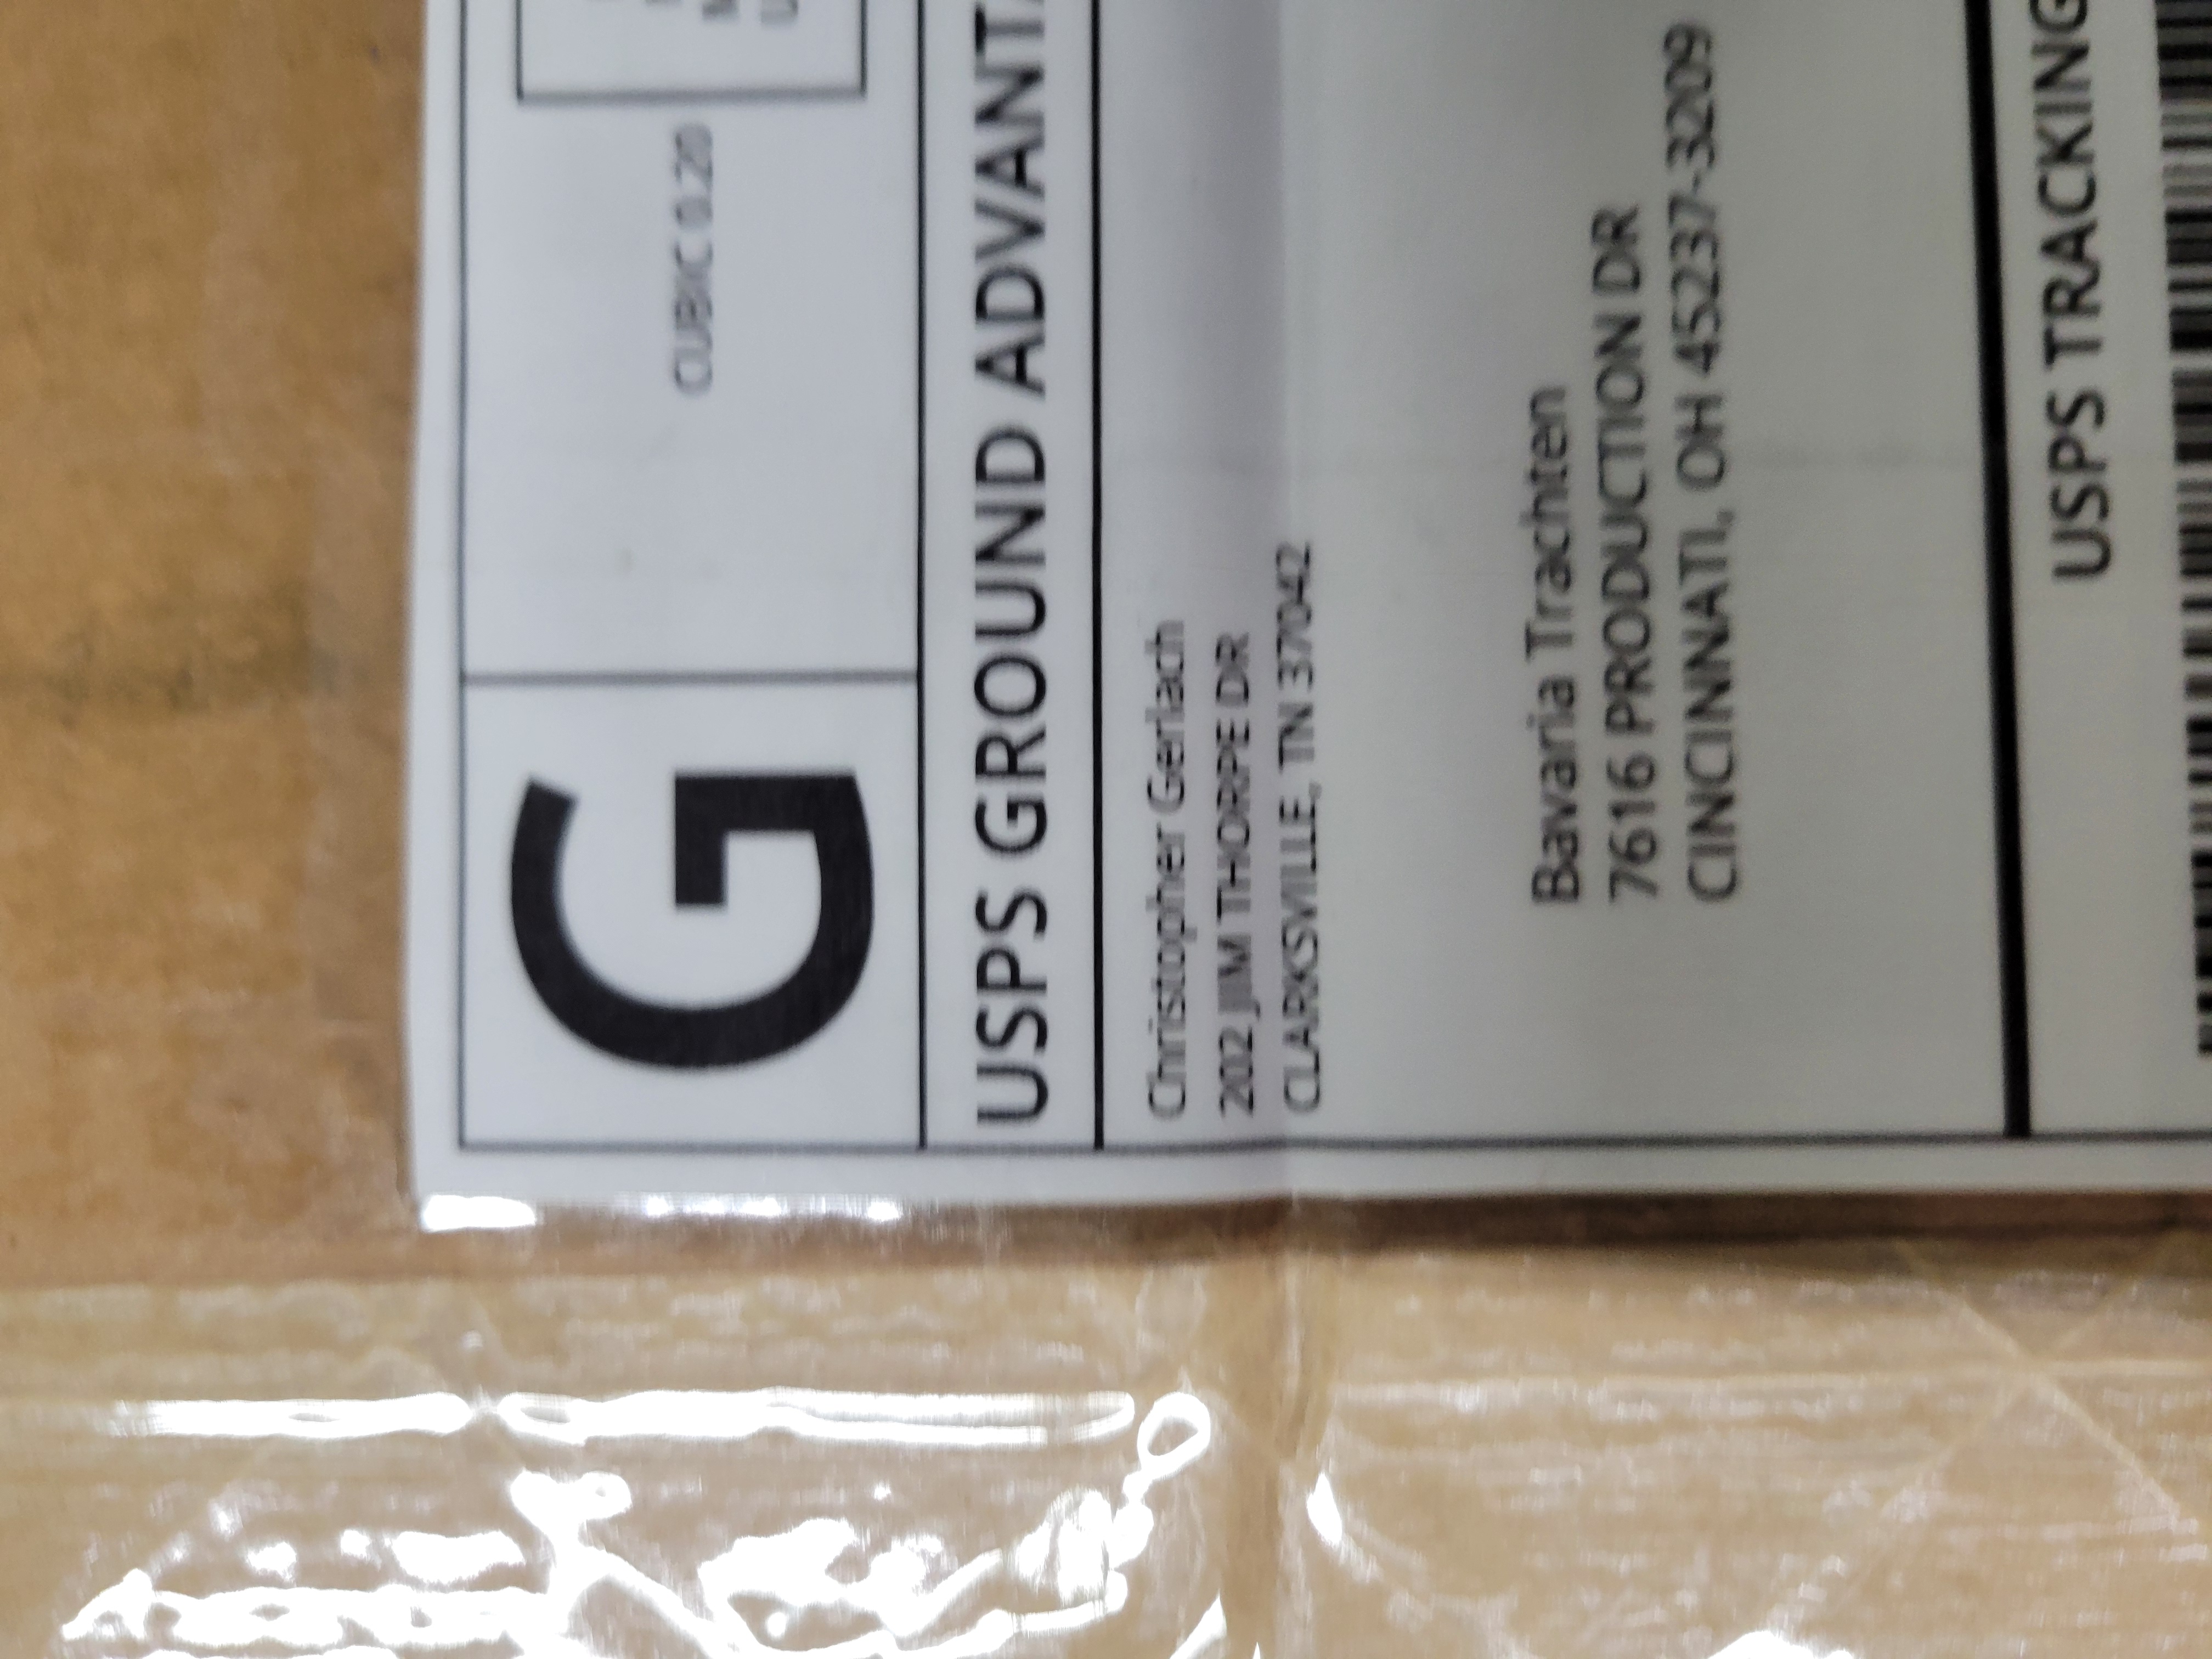 G
CUBIC 0.20
USPS GROUND ADVANTA
Christopher Gerlach
202 JIM THORPE DR
CLARKSVILLE, TN 37042
Bavaria Trachten
7616 PRODUCTION DR
CINCINNATI, OH 45237-3209
USPS TRACKING